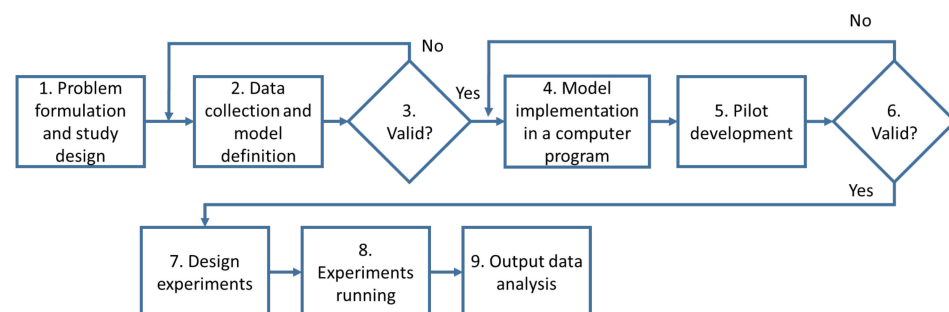 No
No
1. Problem
formulation
and study
design
2. Data
collection and
model
definition
3.
Valid?
Yes
4. Model
implementation
in a computer
program
5. Pilot
development
6.
Valid?
Yes
7. Design
experiments
8.
Experiments
running
9. Output data
analysis